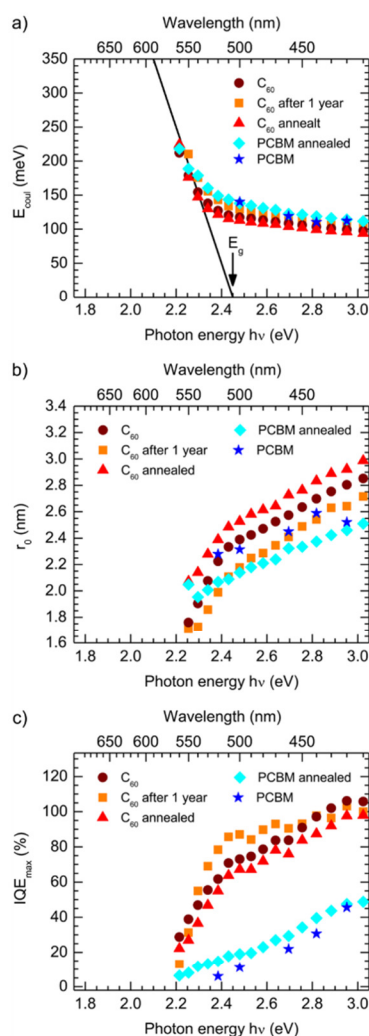 a)
Wavelength (nm)
650 600 550 500 450
350
300
250
200
150
100
50
0
E_coul (meV)
C60
C60 after 1 year
C60 annealt
PCBM annealed
PCBM
Eg
1.8 2.0 2.2 2.4 2.6 2.8 3.0
Photon energy hν (eV)
b)
Wavelength (nm)
650 600 550 500 450
3.4
3.2
3.0
2.8
2.6
2.4
2.2
2.0
1.8
1.6
r0 (nm)
C60
C60 after 1 year
C60 annealed
PCBM annealed
PCBM
1.8 2.0 2.2 2.4 2.6 2.8 3.0
Photon energy hν (eV)
c)
Wavelength (nm)
650 600 550 500 450
120
100
80
60
40
20
0
IQEmax (%)
C60
C60 after 1 year
C60 annealed
PCBM annealed
PCBM
1.8 2.0 2.2 2.4 2.6 2.8 3.0
Photon energy hν (eV)